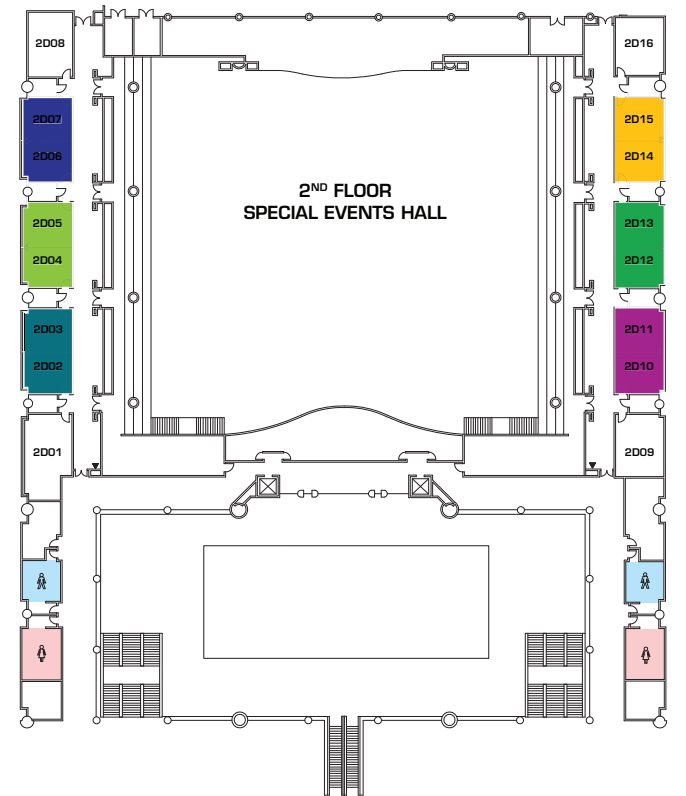 2D08
2D16
2D07
2D15
2D06
2D14
2ND FLOOR
SPECIAL EVENTS HALL
2D05
2D13
2D04
2D12
2D03
2D11
2D02
2D10
2D01
2D09